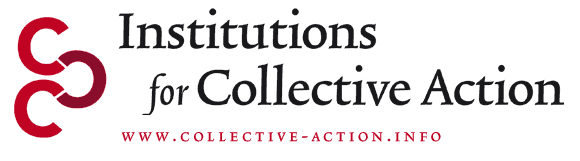 Institutions
for Collective Action
WWW.COLLECTIVE-ACTION.INFO